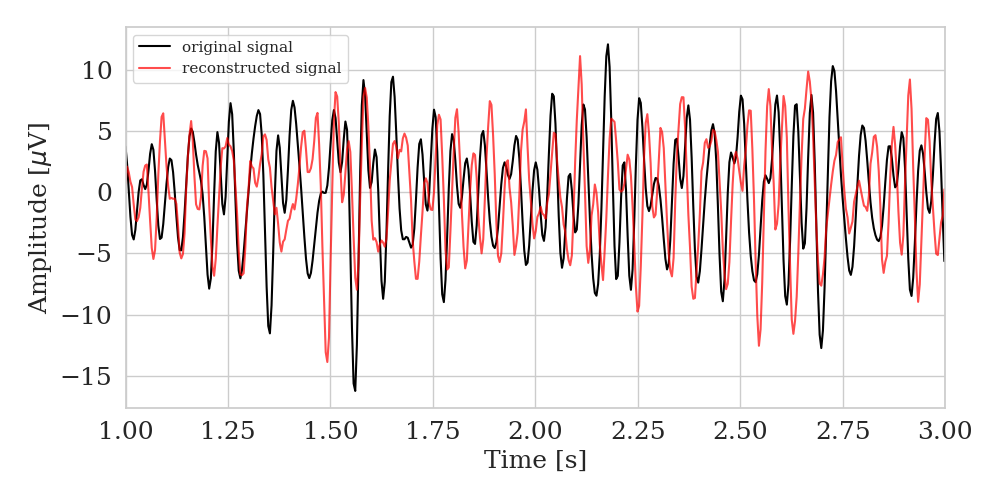 original signal
reconstructed signal
Amplitude [μV]
10
5
0
−5
−10
−15
1.00 1.25 1.50 1.75 2.00 2.25 2.50 2.75 3.00
Time [s]